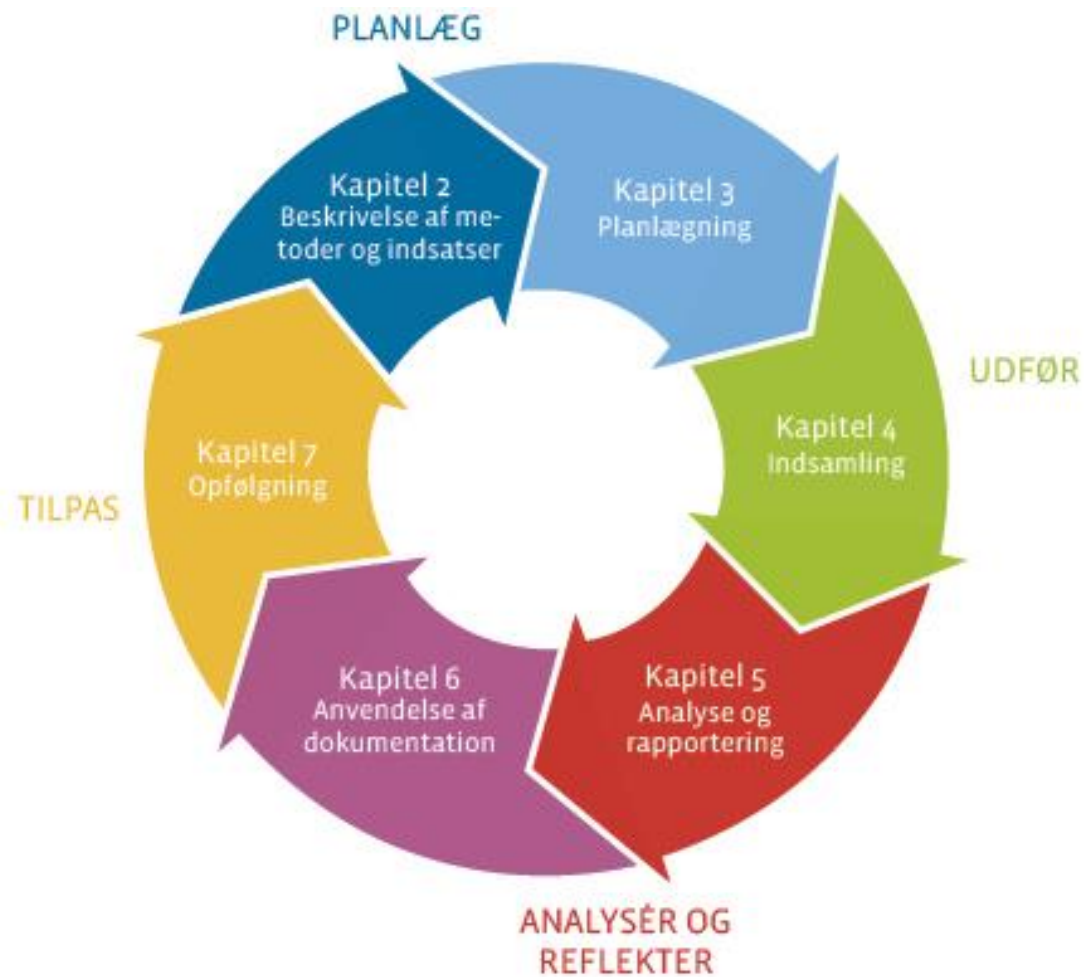 PLANLÆG
Kapitel 2
Beskrivelse af me-
toder og indsatser
Kapitel 3
Planlægning
UDFØR
Kapitel 4
Indsamling
Kapitel 5
Analyse og
rapportering
ANALYSÉR OG
REFLEKTER
Kapitel 6
Anvendelse af
dokumentation
Kapitel 7
Opfølgning
TILPAS